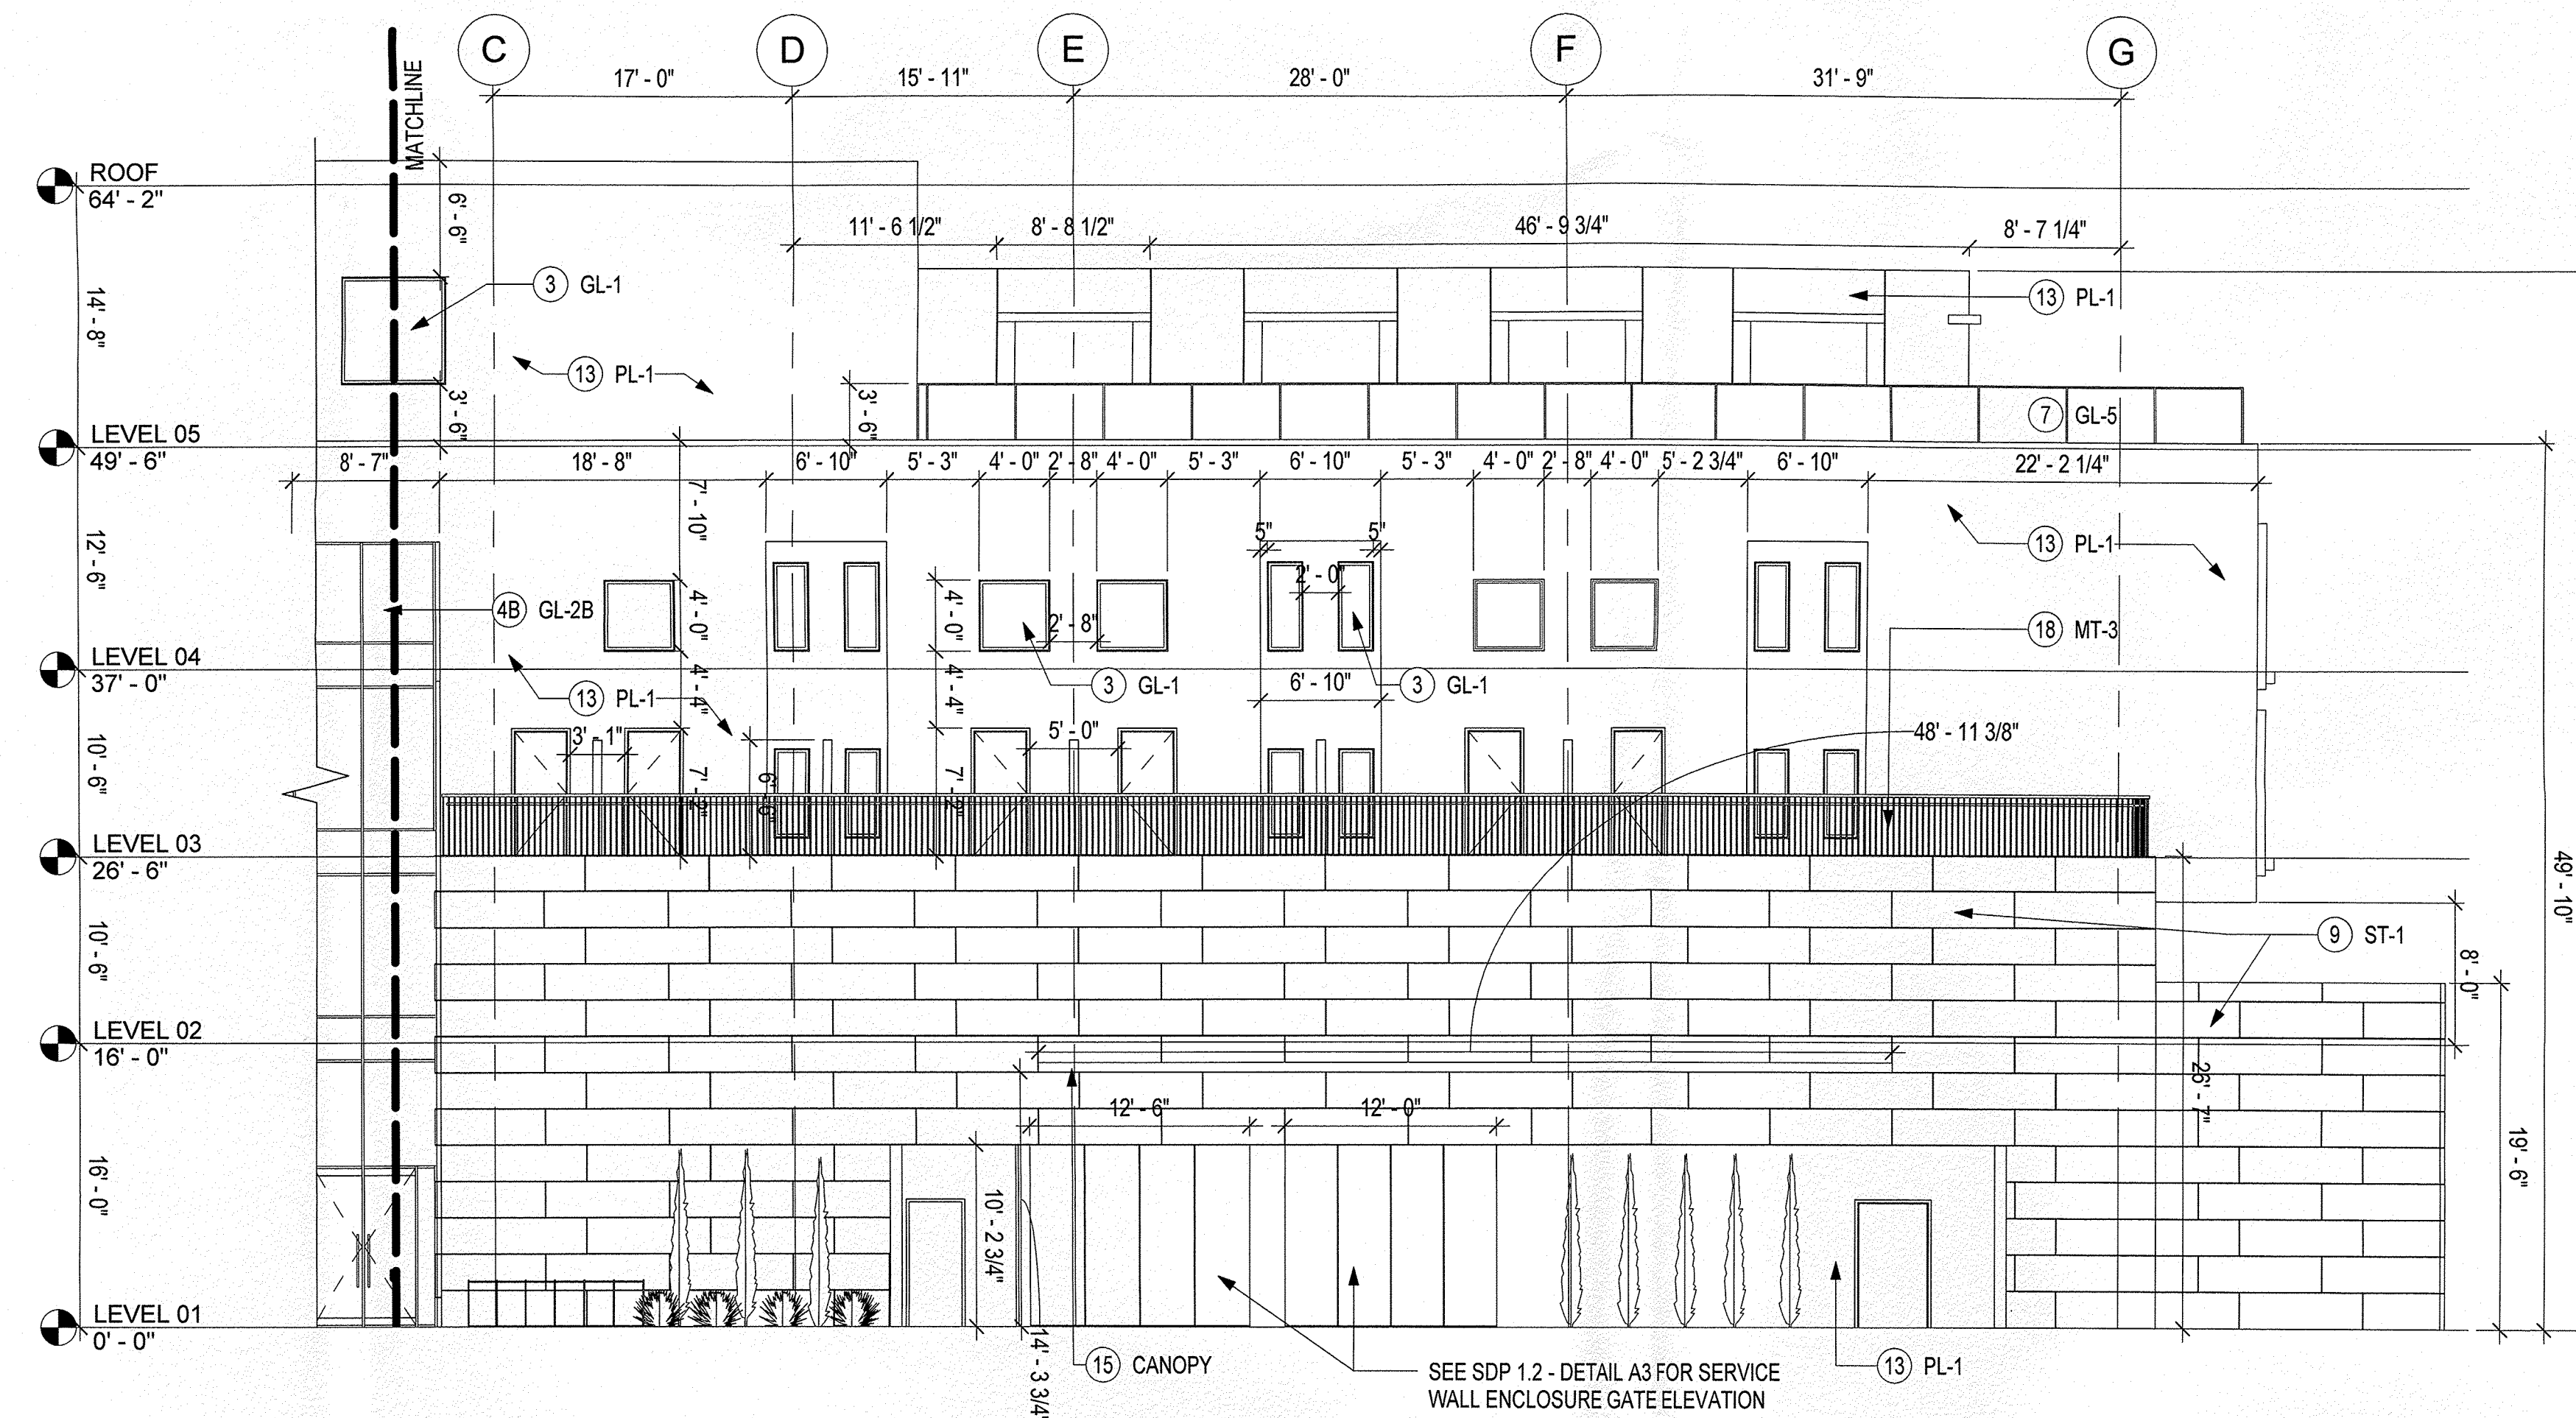 C
D
E
F
G
MATCHLINE
17' - 0"
15' - 11"
28' - 0"
31' - 9"
ROOF
64' - 2"
6' - 6"
11' - 6 1/2"
8' - 8 1/2"
46' - 9 3/4"
8' - 7 1/4"
3 GL-1
13 PL-1
14' - 8"
13 PL-1
3' - 6"
3' - 6"
7 GL-5
LEVEL 05
49' - 6"
8' - 7"
18' - 8"
6' - 10"
5' - 3"
4' - 0"
2' - 8"
4' - 0"
5' - 3"
6' - 10"
5' - 3"
4' - 0"
2' - 8"
4' - 0"
5' - 2 3/4"
6' - 10"
22' - 2 1/4"
7' - 10"
12' - 6"
5"
5"
13 PL-1
2' - 0"
4B GL-2B
4' - 0"
4' - 0"
2' - 8"
18 MT-3
LEVEL 04
37' - 0"
13 PL-1
4' - 4"
4' - 4"
3 GL-1
6' - 10"
3 GL-1
3' - 1"
5' - 0"
48' - 11 3/8"
10' - 6"
7' - 2"
6' - 6"
7' - 2"
LEVEL 03
26' - 6"
49' - 10"
10' - 6"
9 ST-1
8' - 0"
LEVEL 02
16' - 0"
26' - 7"
12' - 6"
12' - 0"
16' - 0"
10' - 2 3/4"
19' - 6"
LEVEL 01
0' - 0"
14' - 3 3/4"
15 CANOPY
SEE SDP 1.2 - DETAIL A3 FOR SERVICE
WALL ENCLOSURE GATE ELEVATION
13 PL-1